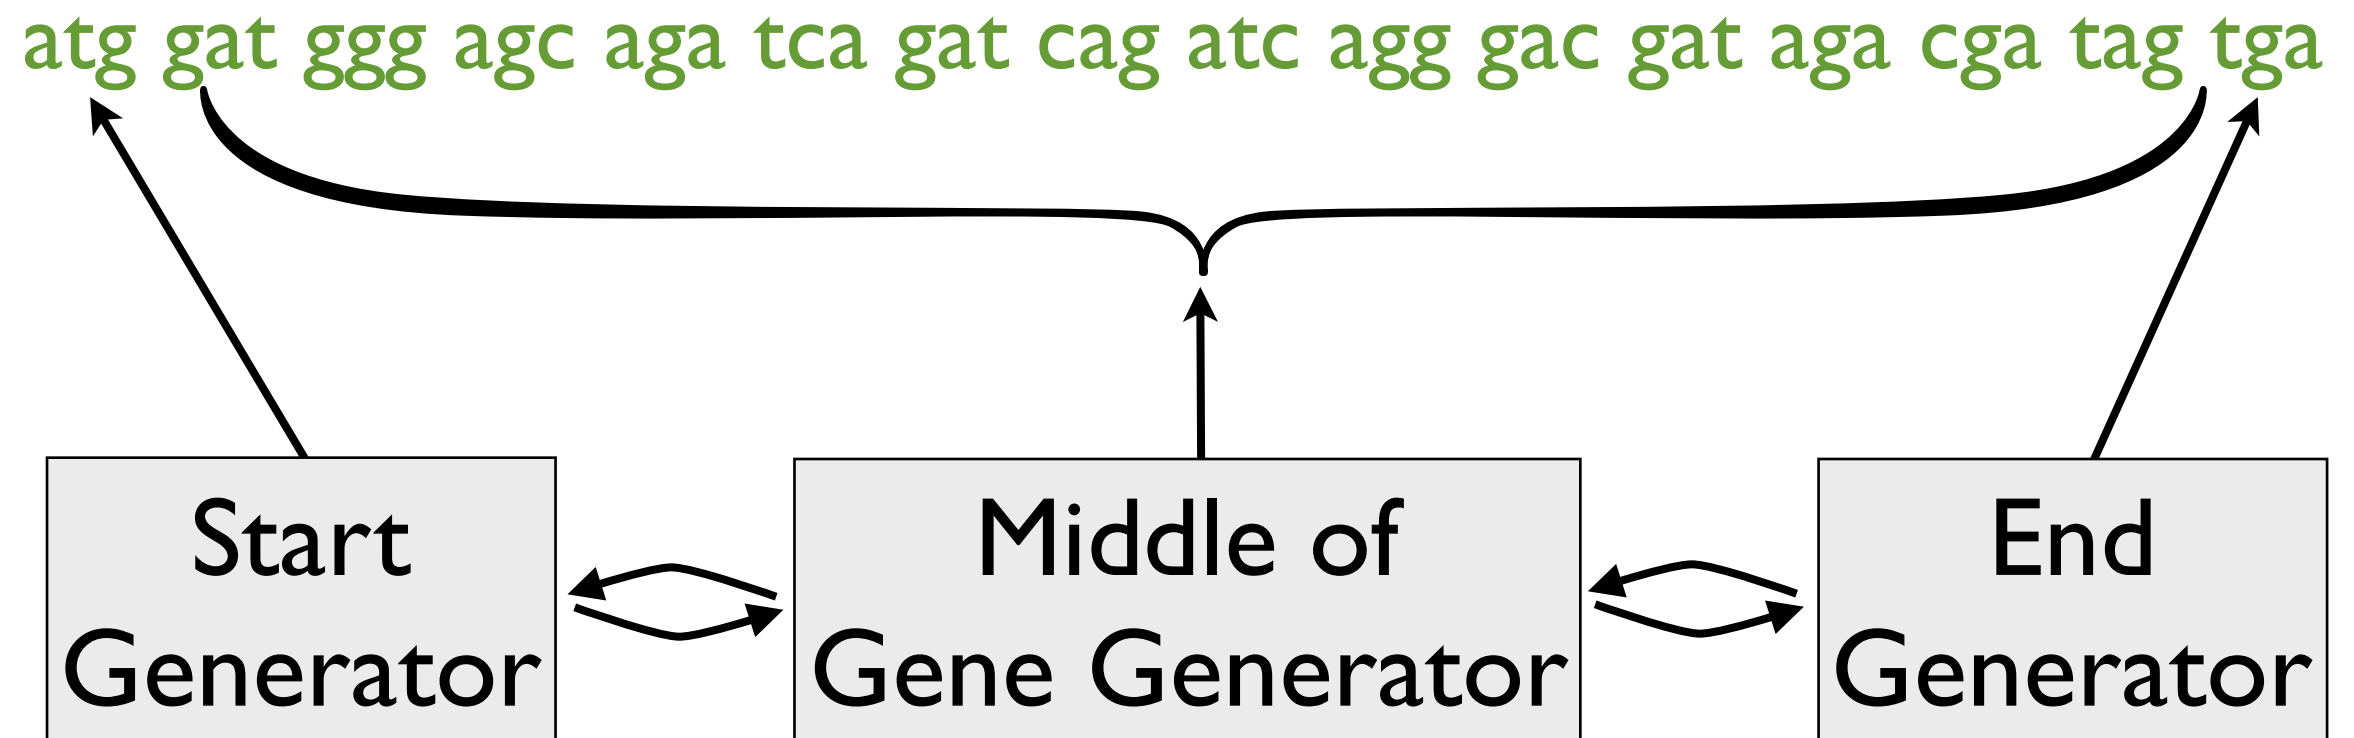 atg gat ggg agc aga tca gat cag atc agg gac gat aga cga tag tga
Start
Generator
Middle of
Gene Generator
End
Generator